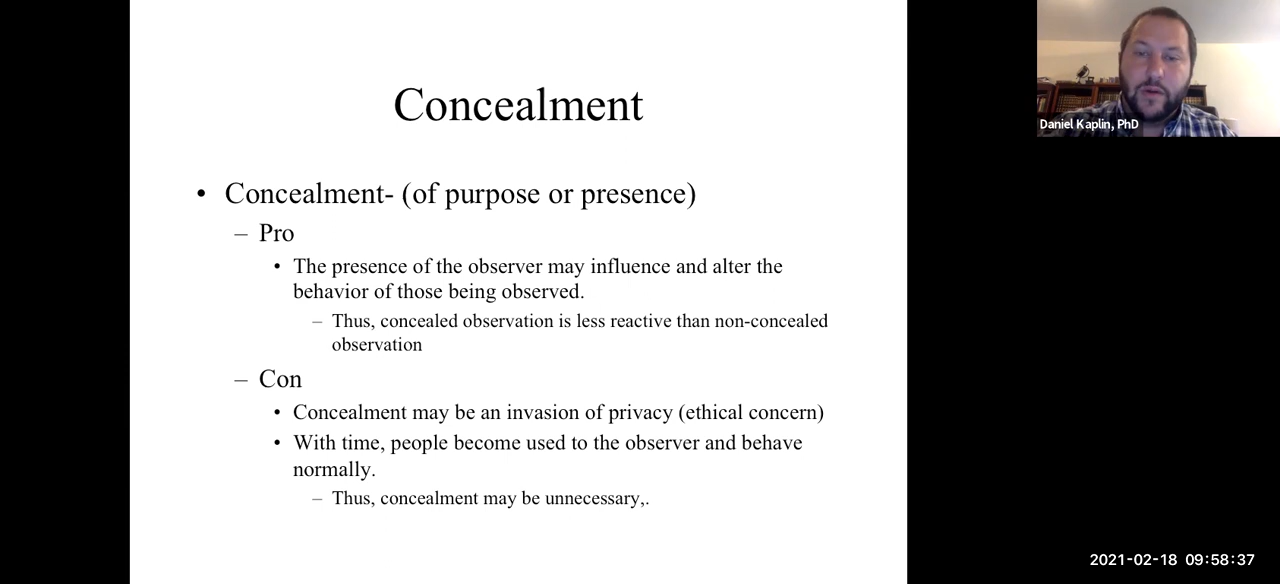 Concealment
• Concealment- (of purpose or presence)
– Pro
• The presence of the observer may influence and alter the
behavior of those being observed.
– Thus, concealed observation is less reactive than non-concealed
observation
– Con
• Concealment may be an invasion of privacy (ethical concern)
• With time, people become used to the observer and behave
normally.
– Thus, concealment may be unnecessary,.
Daniel Kaplin, PhD
2021-02-18 09:58:37